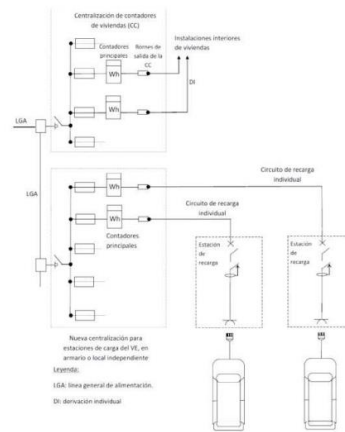 Centralización de contadores
de viviendas (CC)
Contadores
principales
Bornes de
salida de la
CC
Instalaciones interiores
de viviendas
Wh
DI
Wh
LGA
LGA
Circuito de recarga
individual
Wh
Circuito de recarga
individual
Wh
Contadores
principales
Estación
de
recarga
Estación
de
recarga
Nueva centralización para
estaciones de carga del VE, en
armario o local independiente
Leyenda:
LGA: línea general de alimentación.
DI: derivación individual